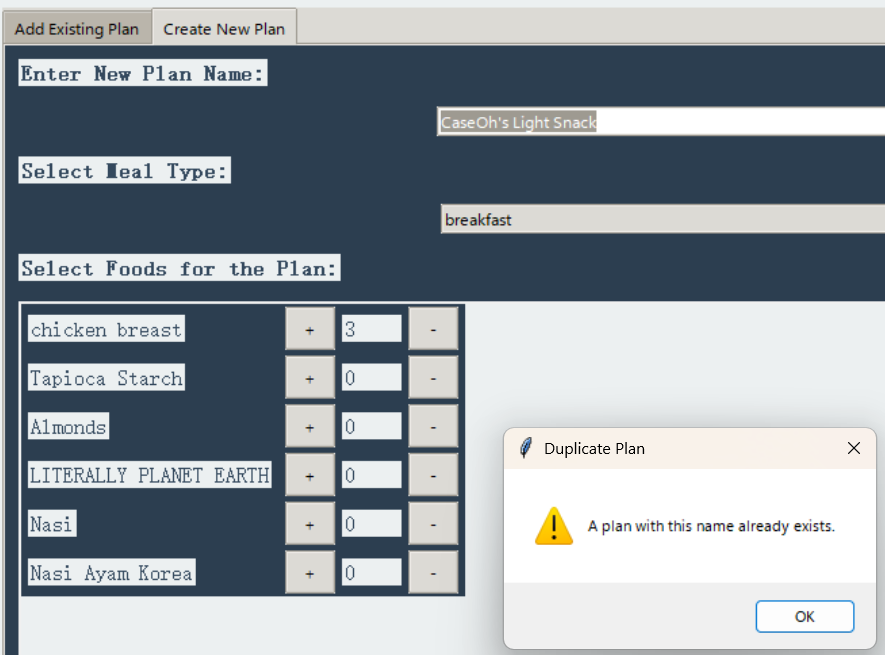 Add Existing Plan
Create New Plan
Enter New Plan Name:
CaseOh's Light Snack
Select Meal Type:
breakfast
Select Foods for the Plan:
chicken breast + 3 -
Tapioca Starch + 0 -
Almonds + 0 -
LITERALLY PLANET EARTH + 0 -
Nasi + 0 -
Nasi Ayam Korea + 0 -
Duplicate Plan
A plan with this name already exists.
OK